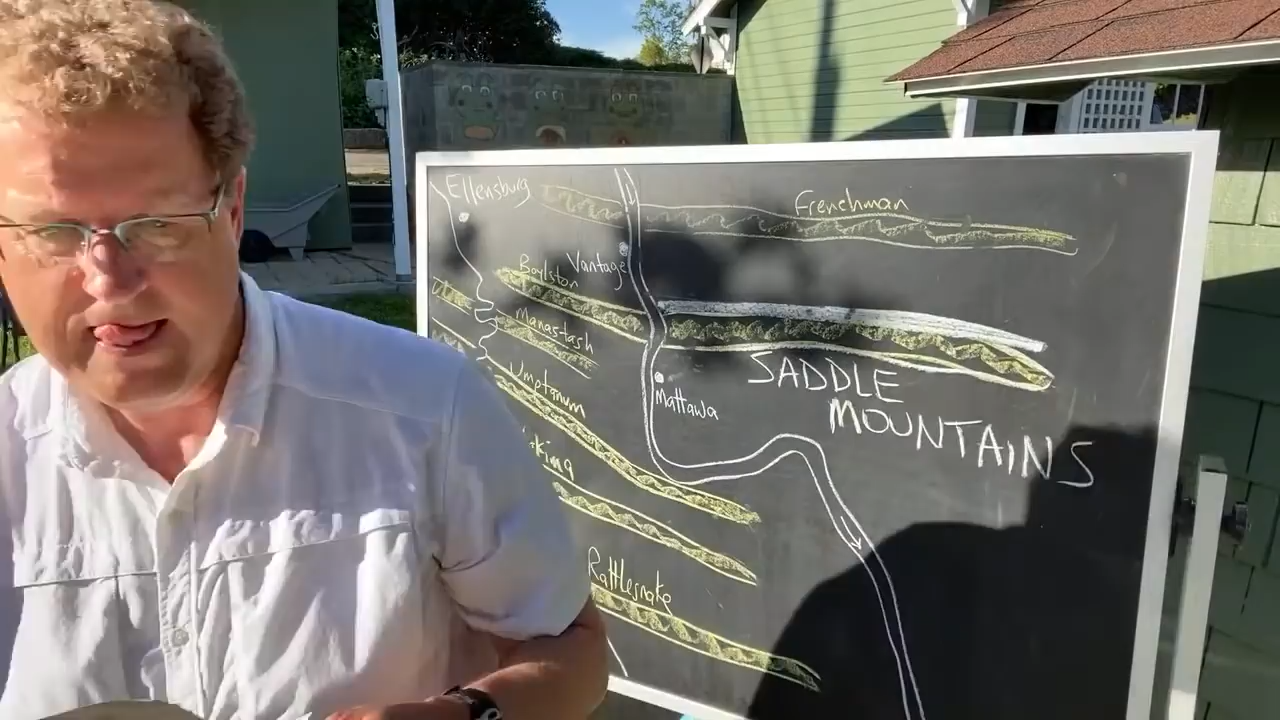 Ellensburg
Frenchman
Vantage
Boylston
Manastash
SADDLE
MOUNTAINS
Umptanum
Mattawa
Rattlesnake